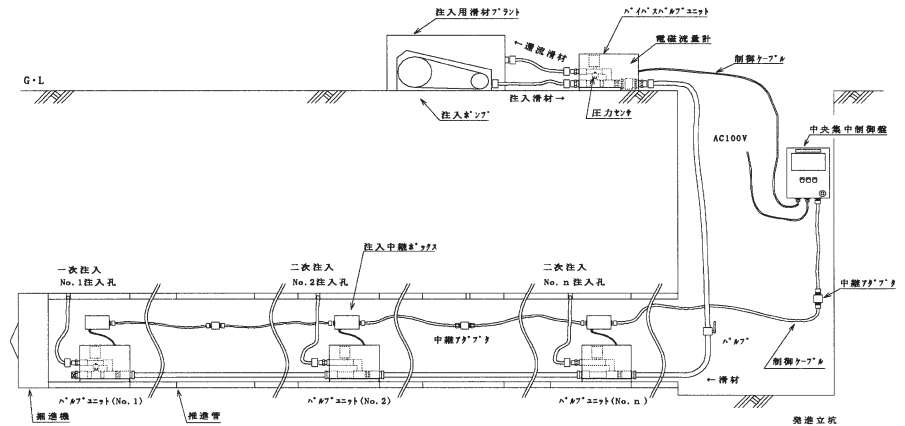 注入用滑材ﾌﾟﾗﾝﾄ
ﾊﾞｲﾊﾟｽﾊﾞﾙﾌﾞﾕﾆｯﾄ
←還流滑材
電磁流量計
制御ｹｰﾌﾞﾙ
G・L
注入滑材→
注入ﾎﾟﾝﾌﾟ
圧力ｾﾝｻ
AC100V
中央集中制御盤
注入中継ﾎﾞｯｸｽ
一次注入
No.1注入孔
二次注入
No.2注入孔
二次注入
No.n注入孔
中継ｱﾀﾞﾌﾟﾀ
中継ｱﾀﾞﾌﾟﾀ
ﾊﾞﾙﾌﾞ
制御ｹｰﾌﾞﾙ
←滑材
掘進機
ﾊﾞﾙﾌﾞﾕﾆｯﾄ(No.1)
推進管
ﾊﾞﾙﾌﾞﾕﾆｯﾄ(No.2)
ﾊﾞﾙﾌﾞﾕﾆｯﾄ(No.n)
発進立坑